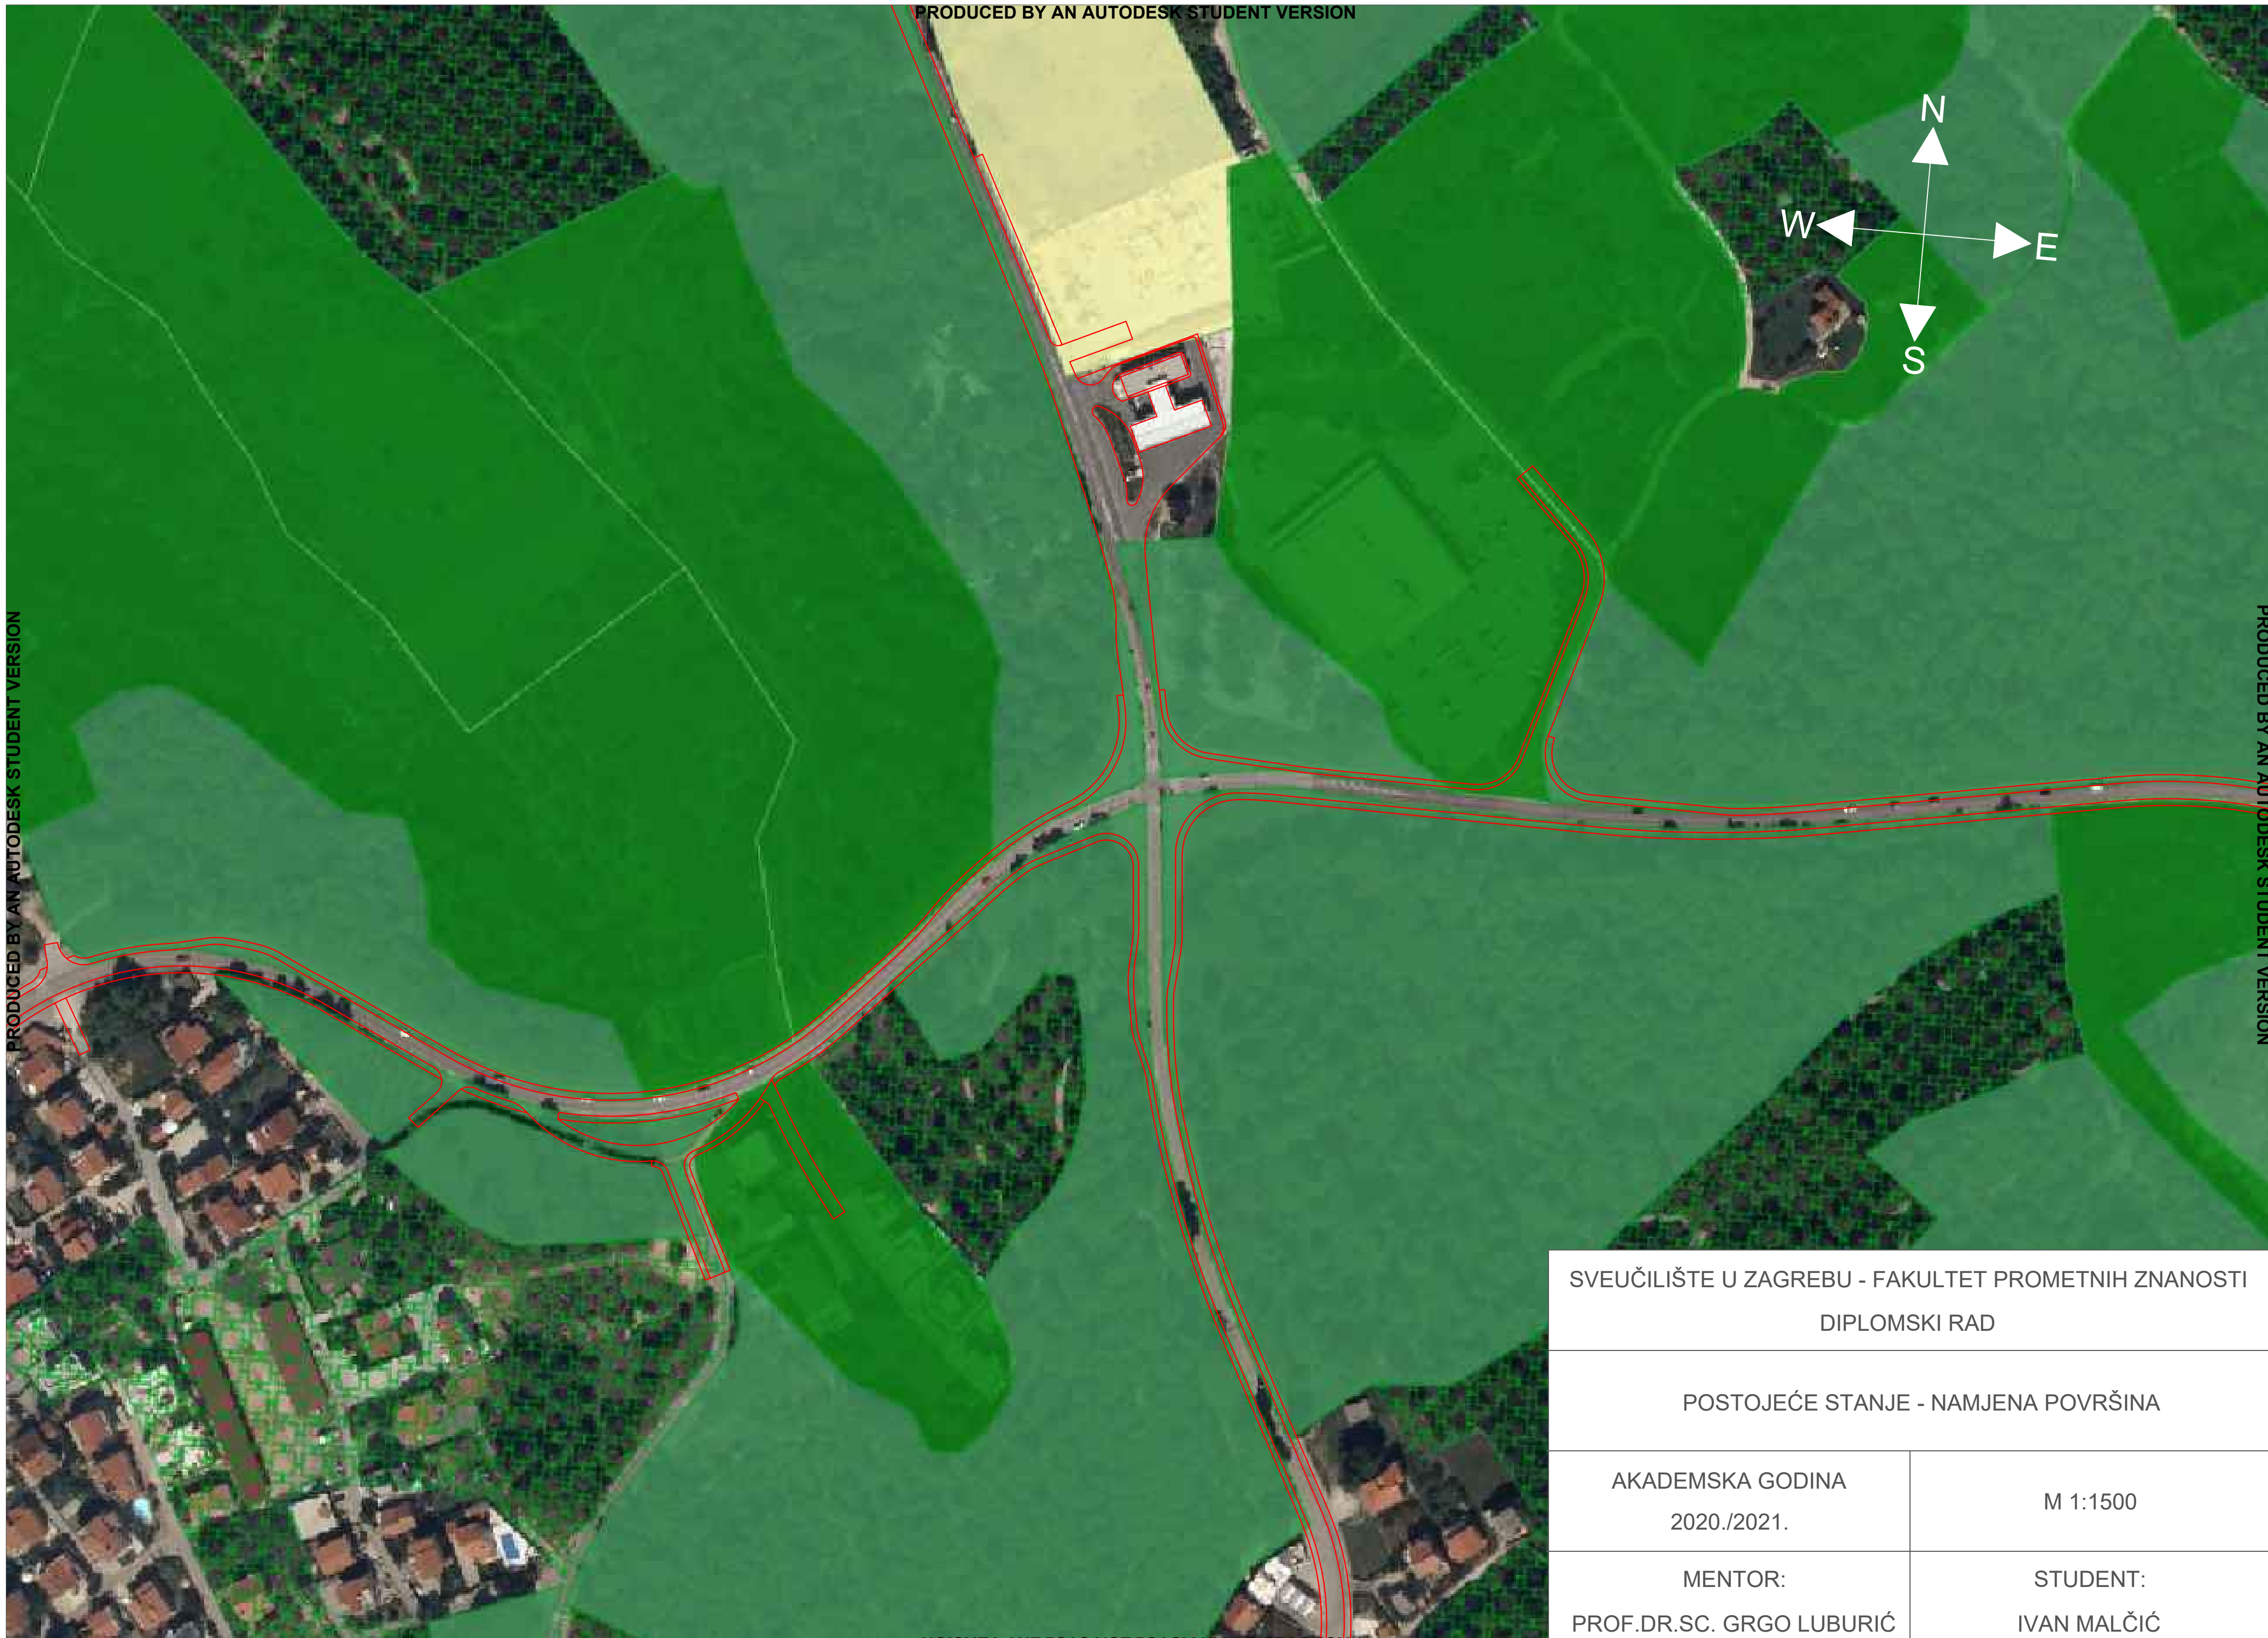 PRODUCED BY AN AUTODESK STUDENT VERSION
N
W
E
S
PRODUCED BY AN AUTODESK STUDENT VERSION
PRODUCED BY AN AUTODESK STUDENT VERSION
SVEUČILIŠTE U ZAGREBU - FAKULTET PROMETNIH ZNANOSTI
DIPLOMSKI RAD
POSTOJEĆE STANJE - NAMJENA POVRŠINA
AKADEMSKA GODINA
2020./2021.
M 1:1500
MENTOR:
PROF.DR.SC. GRGO LUBURIĆ
STUDENT:
IVAN MALČIĆ